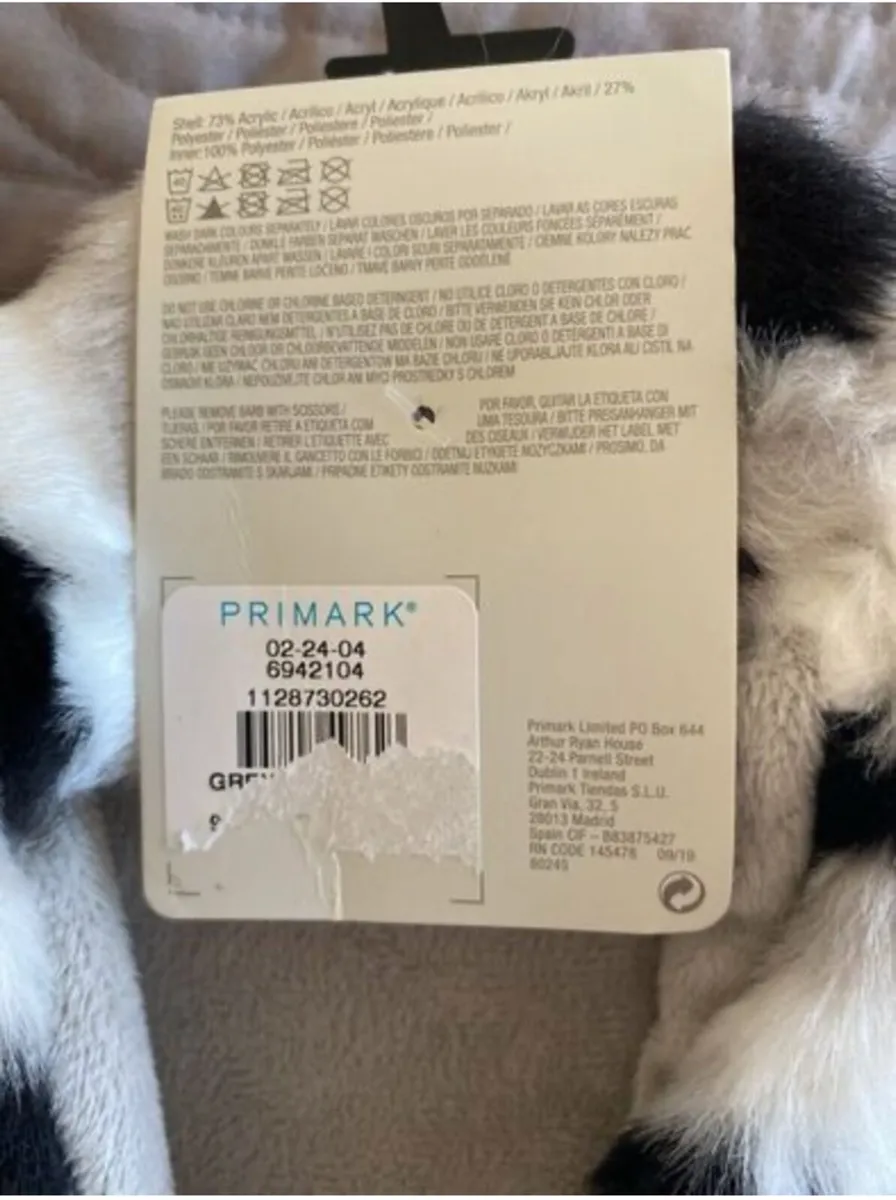 Shell: 73% Acrylic / Acrílico / Acryl / Acrylique / Acrilico / Akryl / Akril / 27%
Polyester / Poliéster / Poliestere / Poliester /
Inner:100% Polyester / Poliéster / Poliestere / Poliester /
WASH DARK COLOURS SEPARATELY / LAVAR COLORES OSCUROS POR SEPARADO / LAVAR AS CORES ESCURAS
SEPARADAMENTE / DUNKLE FARBEN SEPARAT WASCHEN / LAVER LES COULEURS FONCÉES SÉPARÉMENT /
DONKERE KLEUREN APART WASSEN / LAVARE I COLORI SCURI SEPARATAMENTE / CIEMNE KOLORY NALEŻY PRAĆ
OSOBNO / TEMNE BARVE PERITE LOČENO / TMAVÉ BARVY PERTE ODDĚLENĚ
DO NOT USE CHLORINE OR CHLORINE BASED DETERGENT / NO UTILICE CLORO O DETERGENTES CON CLORO /
NÃO UTILIZAR CLARO NEM DETERGENTES A BASE DE CLORO / BITTE VERWENDEN SIE KEIN CHLOR ODER
CHLORHALTIGE REINIGUNGSMITTEL / N'UTILISEZ PAS DE CHLORE OU DE DETERGENT A BASE DE CHLORE /
GEBRUIK GEEN CHLOOR OF CHLOORBEVATTENDE MIDDELEN / NON USARE CLORO O DETERGENTI A BASE DI
CLORO / NIE UŻYWAĆ CHLORU ANI DETERGENTÓW NA BAZIE CHLORU / NE UPORABLJAJTE KLORA ALI ČISTIL NA
OSNOVI KLORA / NEPOUŽÍVEJTE CHLOR ANI MYCÍ PROSTŘEDKY S CHLOREM
PLEASE REMOVE BARB WITH SCISSORS / POR FAVOR, QUITAR LA ETIQUETA CON
TIJERAS / POR FAVOR RETIRE A ETIQUETA COM UMA TESOURA / BITTE PREISANHÄNGER MIT
SCHERE ENTFERNEN / RETIRER L'ETIQUETTE AVEC DES CISEAUX / VERWIJDER HET LABEL MET
EEN SCHAAR / RIMUOVERE IL GANCETTO CON LE FORBICI / ODETNIJ ETYKIETĘ NOŻYCZKAMI / PROSIMO, DA
BRADO ODSTRANITE S ŠKARJAMI / PŘÍPADNÉ ETIKETY ODSTRANITE NŮŽKAMI
PRIMARK®
02-24-04
6942104
1128730262
Primark Limited PO Box 644
Arthur Ryan House
22-24 Parnell Street
Dublin 1 Ireland
Primark Tiendas S.L.U.
Gran Via, 32, 5
28013 Madrid
Spain CIF – B83875427
RN CODE 145476 09/19
80245